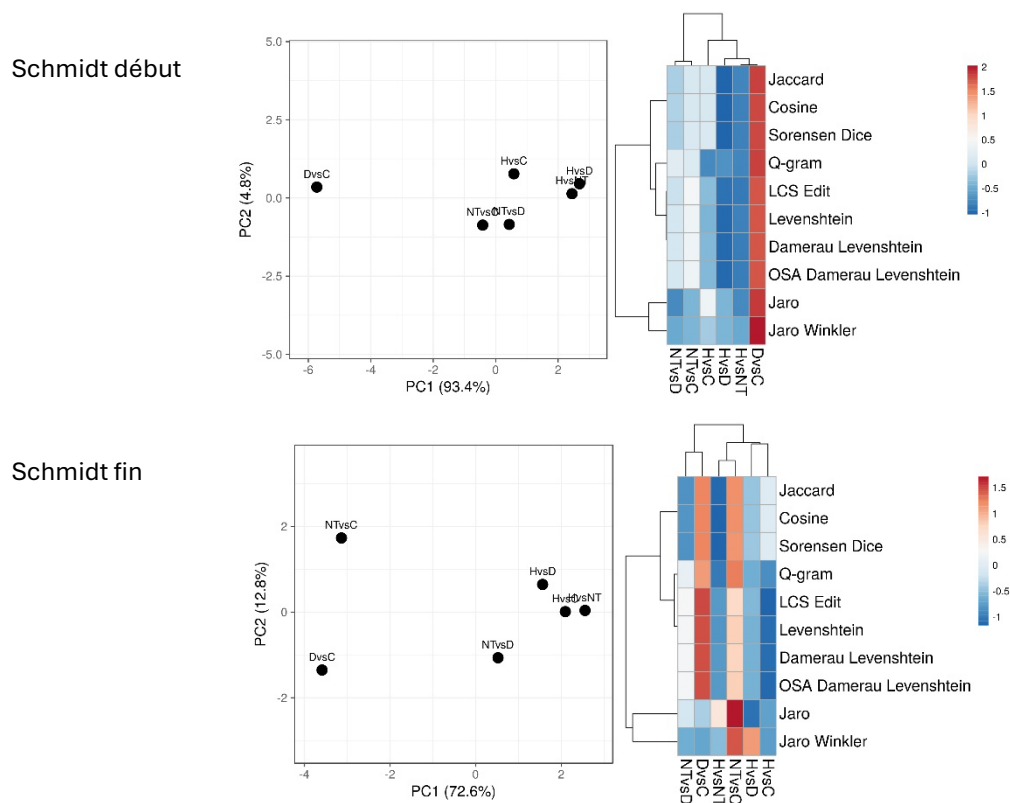 Schmidt début
5.0
2.5
0.0
-2.5
-5.0
PC2 (4.8%)
DvsC
HvsC
HvsD
HvsNT
NTvsC
NTvsD
-6
-4
-2
0
2
PC1 (93.4%)
Jaccard
Cosine
Sorensen Dice
Q-gram
LCS Edit
Levenshtein
Damerau Levenshtein
OSA Damerau Levenshtein
Jaro
Jaro Winkler
NTvsD
NTvsC
HvsC
HvsD
HvsNT
DvsC
2
1.5
1
0.5
0
-0.5
-1
Schmidt fin
2
0
-2
PC2 (12.8%)
NTvsC
HvsD
HvsC
HvsNT
NTvsD
DvsC
-4
-2
0
2
PC1 (72.6%)
Jaccard
Cosine
Sorensen Dice
Q-gram
LCS Edit
Levenshtein
Damerau Levenshtein
OSA Damerau Levenshtein
Jaro
Jaro Winkler
NTvsD
DvsC
HvsNT
NTvsC
HvsD
HvsC
1.5
1
0.5
0
-0.5
-1